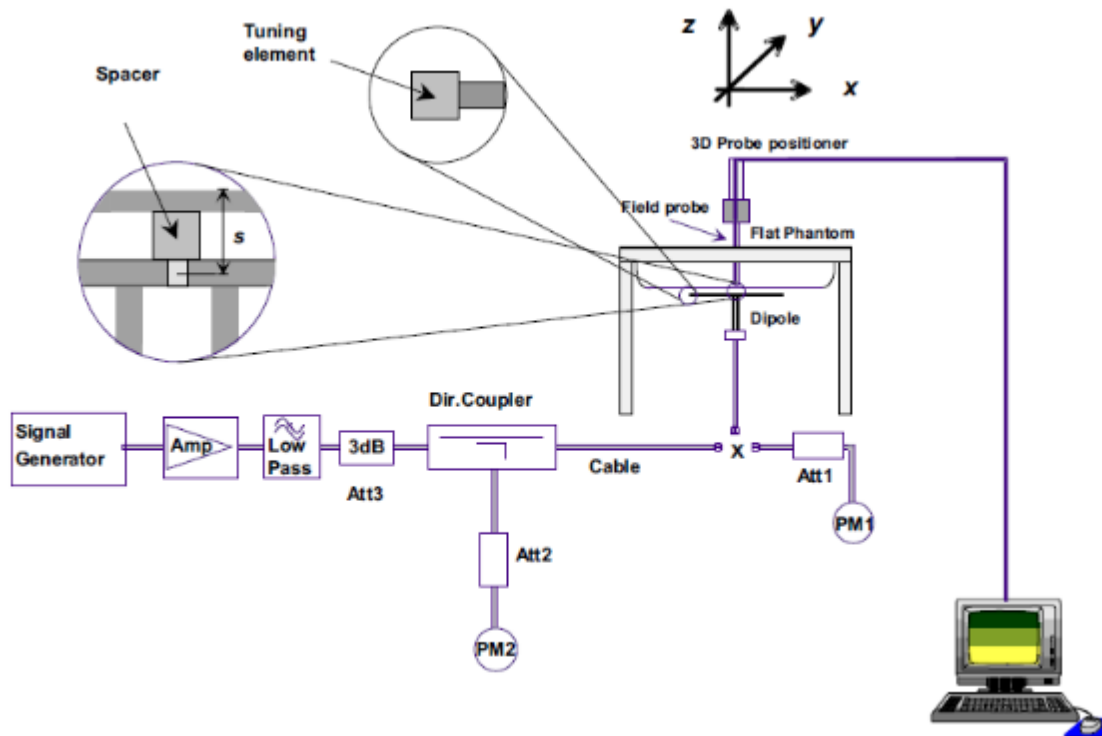 Tuning
element
Spacer
s
z
y
x
3D Probe positioner
Field probe
Flat Phantom
Dipole
Dir.Coupler
Signal
Generator
Amp
Low
Pass
3dB
Att3
Cable
X
Att1
PM1
Att2
PM2